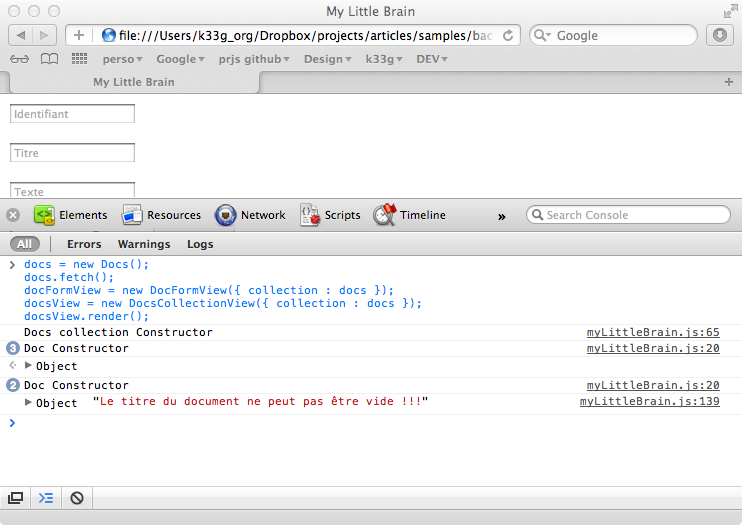 My Little Brain
file:///Users/k33g_org/Dropbox/projects/articles/samples/bac
Google
perso Google prjs github Design k33g DEV
My Little Brain
Identifiant
Titre
Texte
Elements Resources Network Scripts Timeline » Search Console
All Errors Warnings Logs
> docs = new Docs();
docs.fetch();
docFormView = new DocFormView({ collection : docs });
docsView = new DocsCollectionView({ collection : docs });
docsView.render();
Docs collection Constructor myLittleBrain.js:65
3 Doc Constructor myLittleBrain.js:20
Object
2 Doc Constructor myLittleBrain.js:20
Object "Le titre du document ne peut pas être vide !!!" myLittleBrain.js:139
>